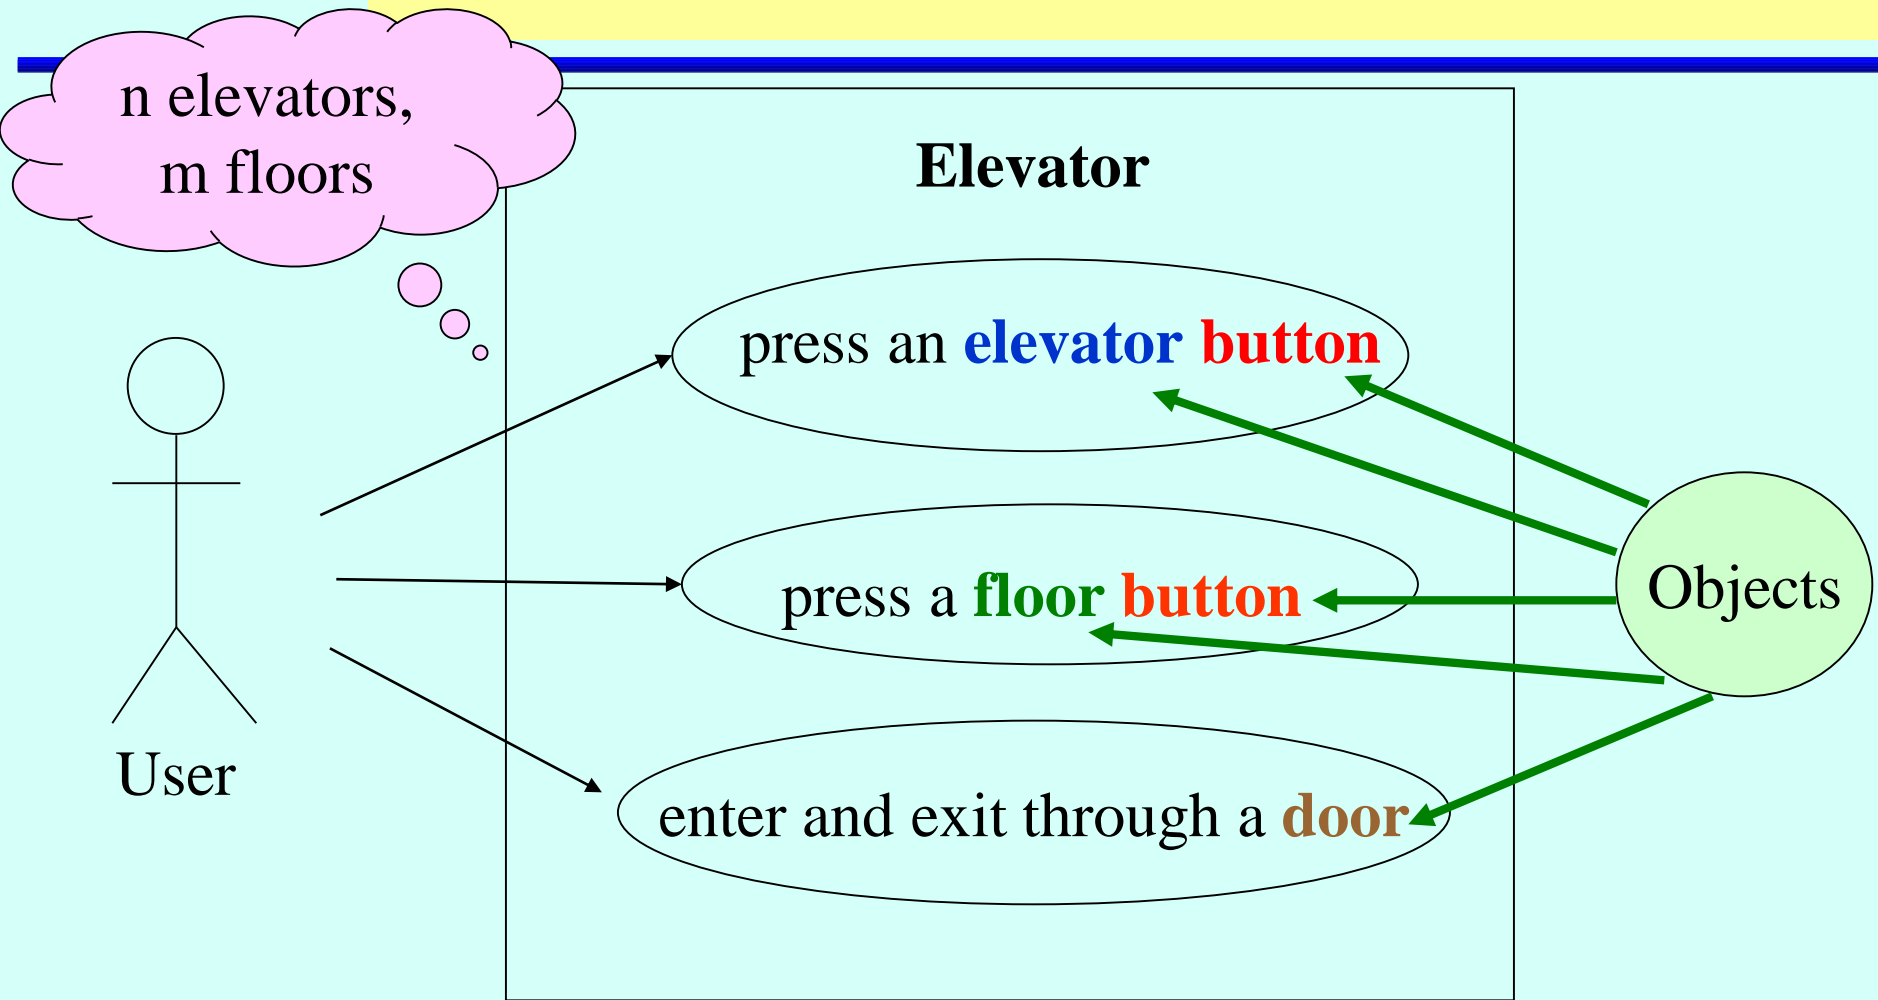 n elevators,
m floors
Elevator
press an elevator button
press a floor button
Objects
User
enter and exit through a door